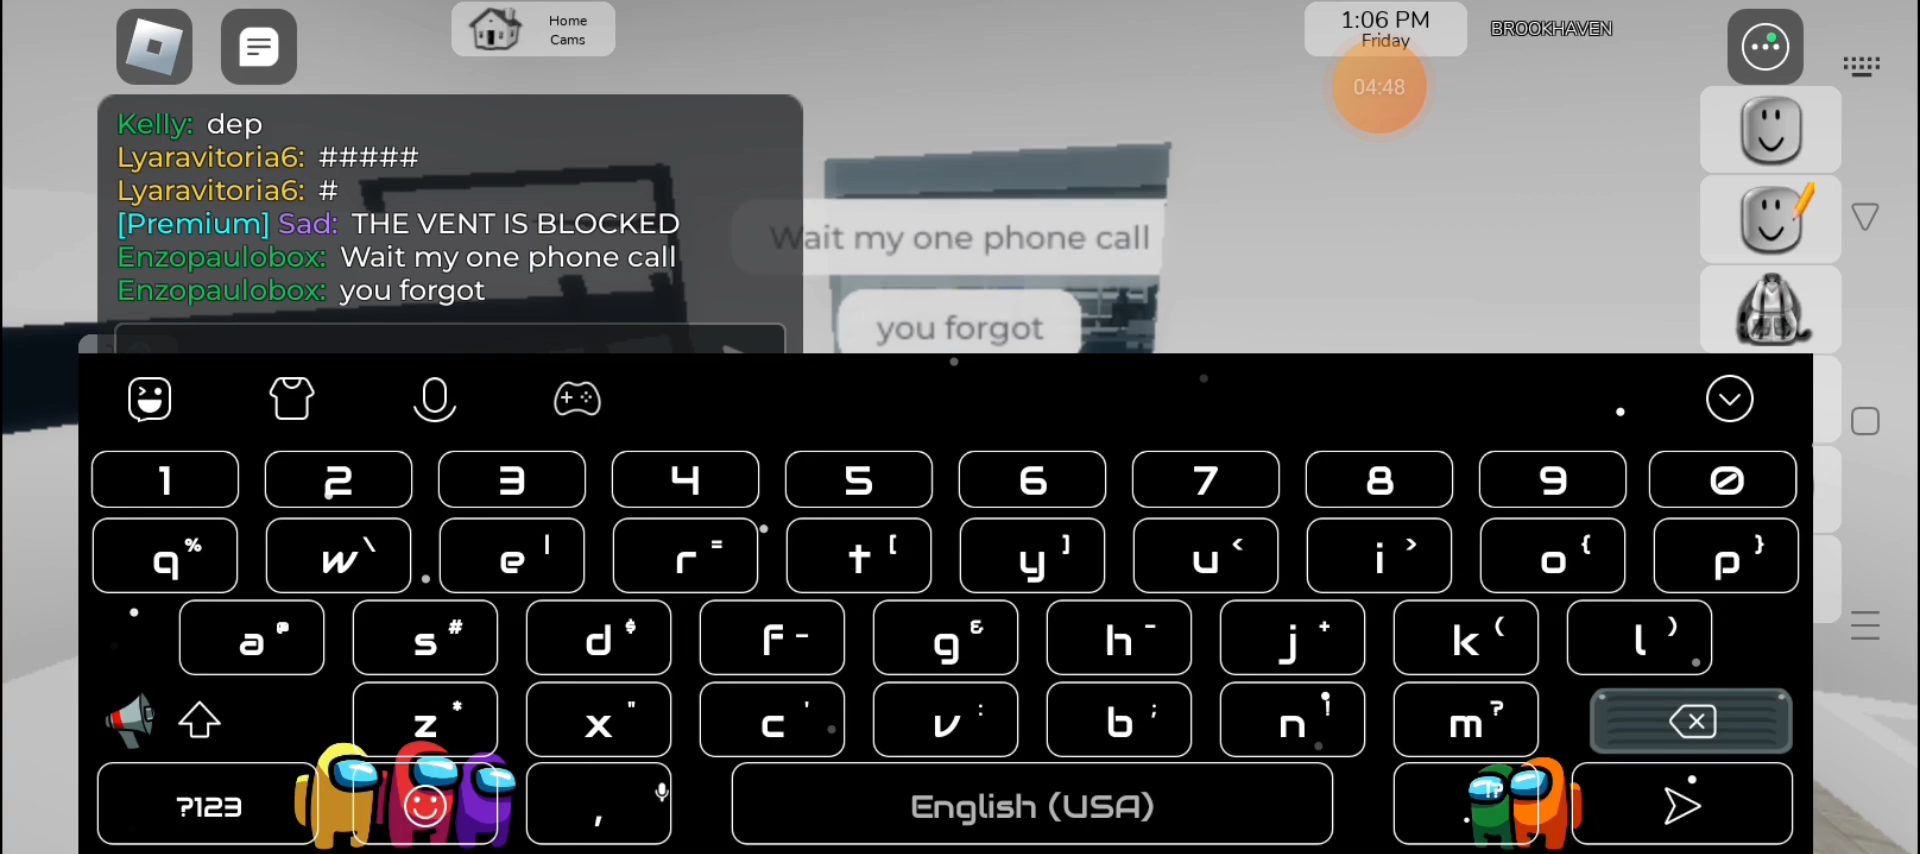 Home
Cams
1:06 PM
Friday
BROOKHAVEN
04:48
Kelly: dep
Lyaravitoria6: #####
Lyaravitoria6: #
[Premium] Sad: THE VENT IS BLOCKED
Enzopaulobox: Wait my one phone call
Enzopaulobox: you forgot
Wait my one phone call
you forgot
1 2 3 4 5 6 7 8 9 0
q % w \ e | r = t [ y ] u < i > o { p }
a @ s # d $ f - g & h - j + k ( l )
z * x " c ' v : b ; n ! m ?
?123 , English (USA) . !?